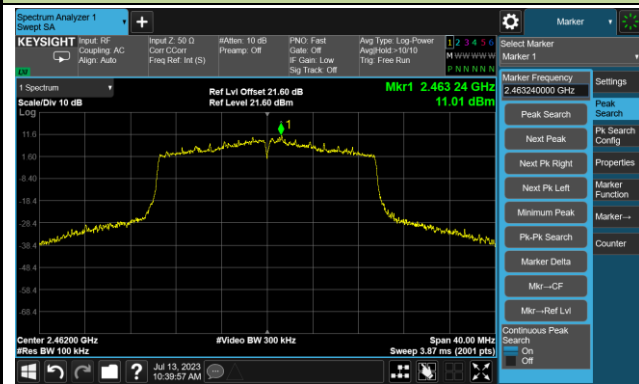 Spectrum Analyzer 1
Swept SA
Marker
KEYSIGHT
Input: RF
Coupling: AC
Align: Auto
Input Z: 50 Ω
Corr CCorr
Freq Ref: Int (S)
#Atten: 10 dB
Preamp: Off
PNO: Fast
Gate: Off
IF Gain: Low
Sig Track: Off
Avg Type: Log-Power
Avg|Hold:>10/10
Trig: Free Run
1 2 3 4 5 6
M W W W W W
P N N N N N
LXI
Select Marker
Marker 1
1 Spectrum
Scale/Div 10 dB
Log
Ref Lvl Offset 21.60 dB
Ref Level 21.60 dBm
Mkr1 2.463 24 GHz
11.01 dBm
1
11.6
1.60
-8.40
-18.4
-28.4
-38.4
-48.4
-58.4
-68.4
Center 2.46200 GHz
#Res BW 100 kHz
#Video BW 300 kHz
Span 40.00 MHz
Sweep 3.87 ms (2001 pts)
Marker Frequency
2.463240000 GHz
Peak Search
Next Peak
Next Pk Right
Next Pk Left
Minimum Peak
Pk-Pk Search
Marker Delta
Mkr→CF
Mkr→Ref Lvl
Continuous Peak
Search
On
Off
Settings
Peak
Search
Pk Search
Config
Properties
Marker
Function
Marker→
Counter
?
Jul 13, 2023
10:39:57 AM